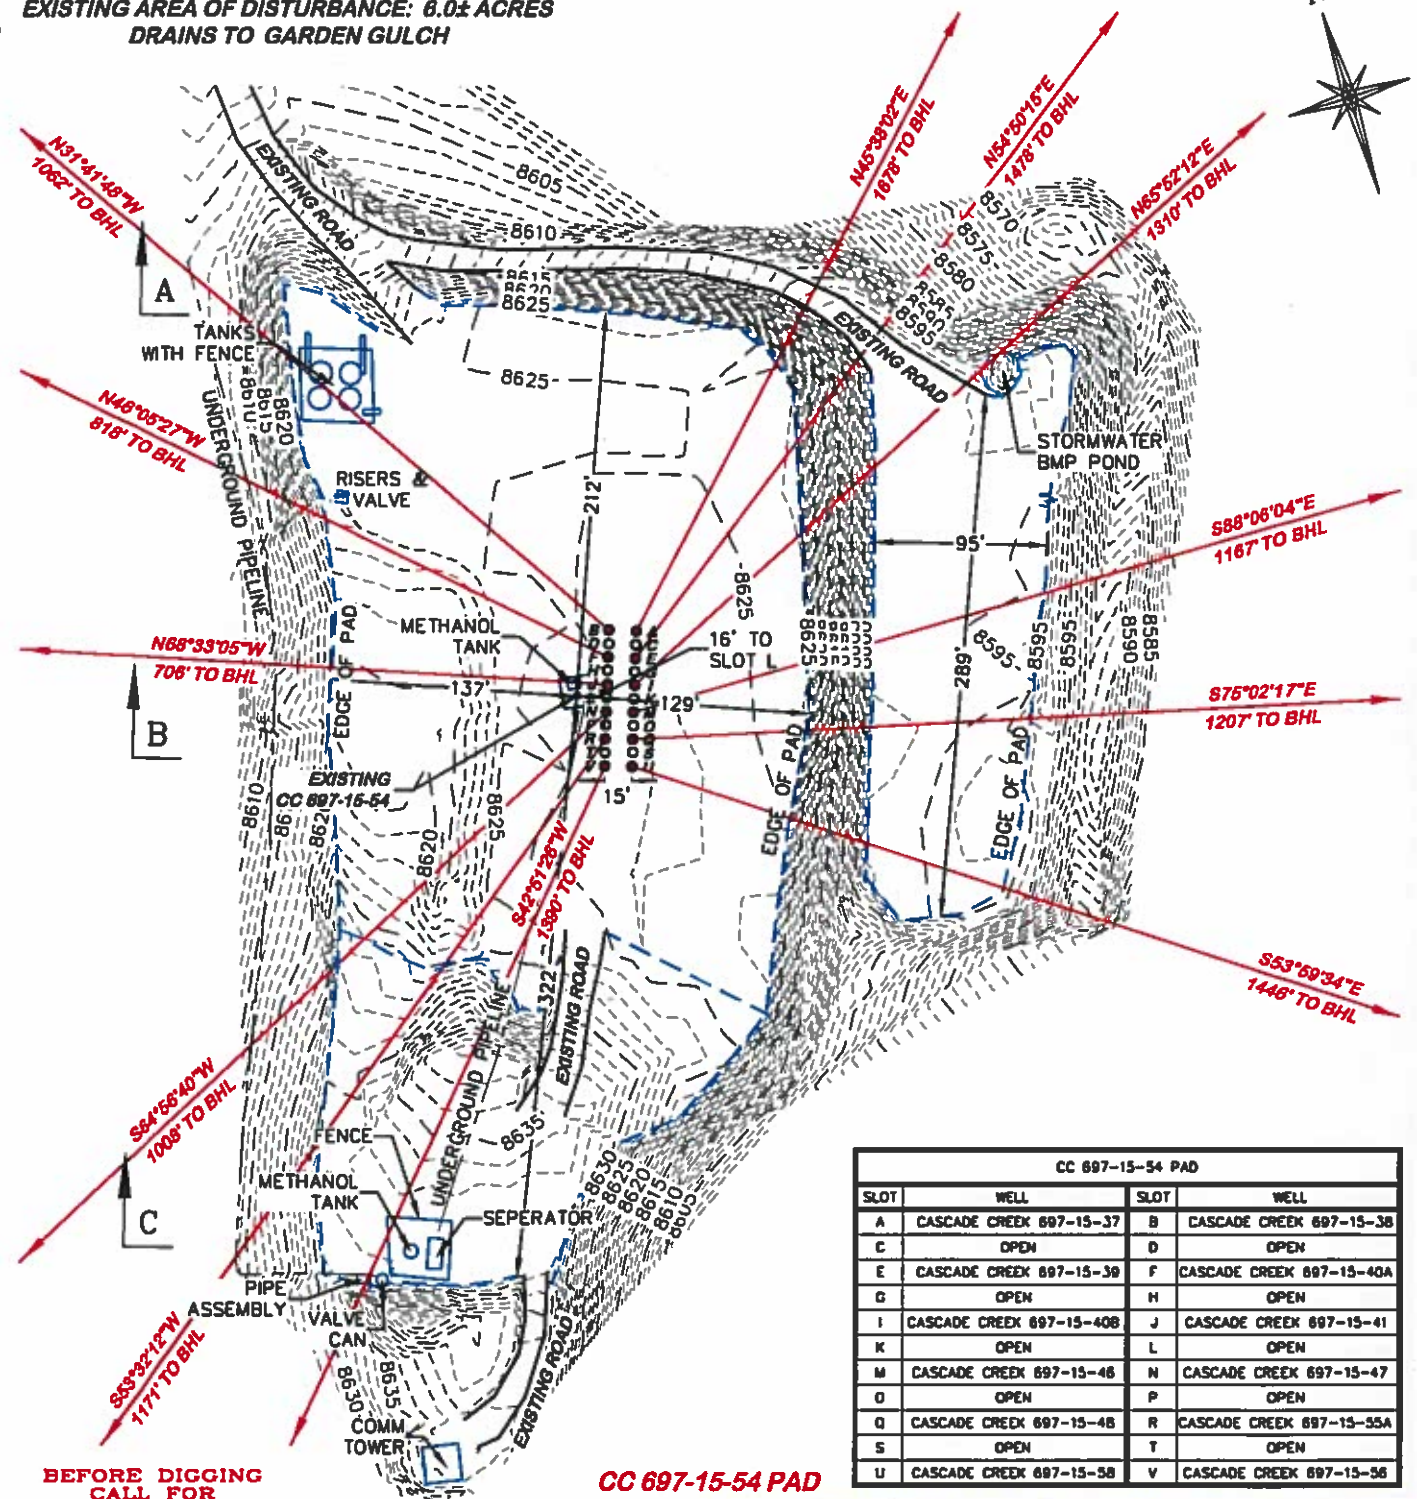 EXISTING AREA OF DISTURBANCE: 6.0± ACRES
DRAINS TO GARDEN GULCH
N31°41'48"W
1062' TO BHL
N45°38'02"E
1678' TO BHL
N54°50'15"E
1478' TO BHL
N65°52'12"E
1310' TO BHL
EXISTING ROAD
8605
8610
8615
8620
8625
8570
8575
8580
8585
8590
8595
A
TANKS
WITH FENCE
8610
8615
8620
UNDERGROUND PIPELINE
8625
EXISTING ROAD
N46°05'27"W
818' TO BHL
RISERS &
VALVE
212'
STORMWATER
BMP POND
S88°06'04"E
1167' TO BHL
95'
8625
METHANOL
TANK
16' TO
SLOT L
8625
8595
8595
8595
8590
8585
289'
N68°33'05"W
706' TO BHL
EDGE OF PAD
137'
129'
S75°02'17"E
1207' TO BHL
B
EXISTING
CC 697-15-54
15'
EDGE OF PAD
EDGE OF PAD
8610
8620
8625
S42°51'26"W
1390' TO BHL
322'
EXISTING ROAD
UNDERGROUND PIPELINE
S53°59'34"E
1446' TO BHL
S64°56'40"W
1008' TO BHL
FENCE
8635
METHANOL
TANK
SEPERATOR
8630
8625
8620
8615
8610
8605
C
PIPE
ASSEMBLY
VALVE
CAN
S53°32'12"W
1171' TO BHL
8630
8635
COMM
TOWER
EXISTING ROAD
BEFORE DIGGING
CALL FOR
CC 697-15-54 PAD
CC 697-15-54 PAD
SLOT WELL SLOT WELL
A CASCADE CREEK 697-15-37 B CASCADE CREEK 697-15-38
C OPEN D OPEN
E CASCADE CREEK 697-15-39 F CASCADE CREEK 697-15-40A
G OPEN H OPEN
I CASCADE CREEK 697-15-40B J CASCADE CREEK 697-15-41
K OPEN L OPEN
M CASCADE CREEK 697-15-46 N CASCADE CREEK 697-15-47
O OPEN P OPEN
Q CASCADE CREEK 697-15-48 R CASCADE CREEK 697-15-55A
S OPEN T OPEN
U CASCADE CREEK 697-15-58 V CASCADE CREEK 697-15-56